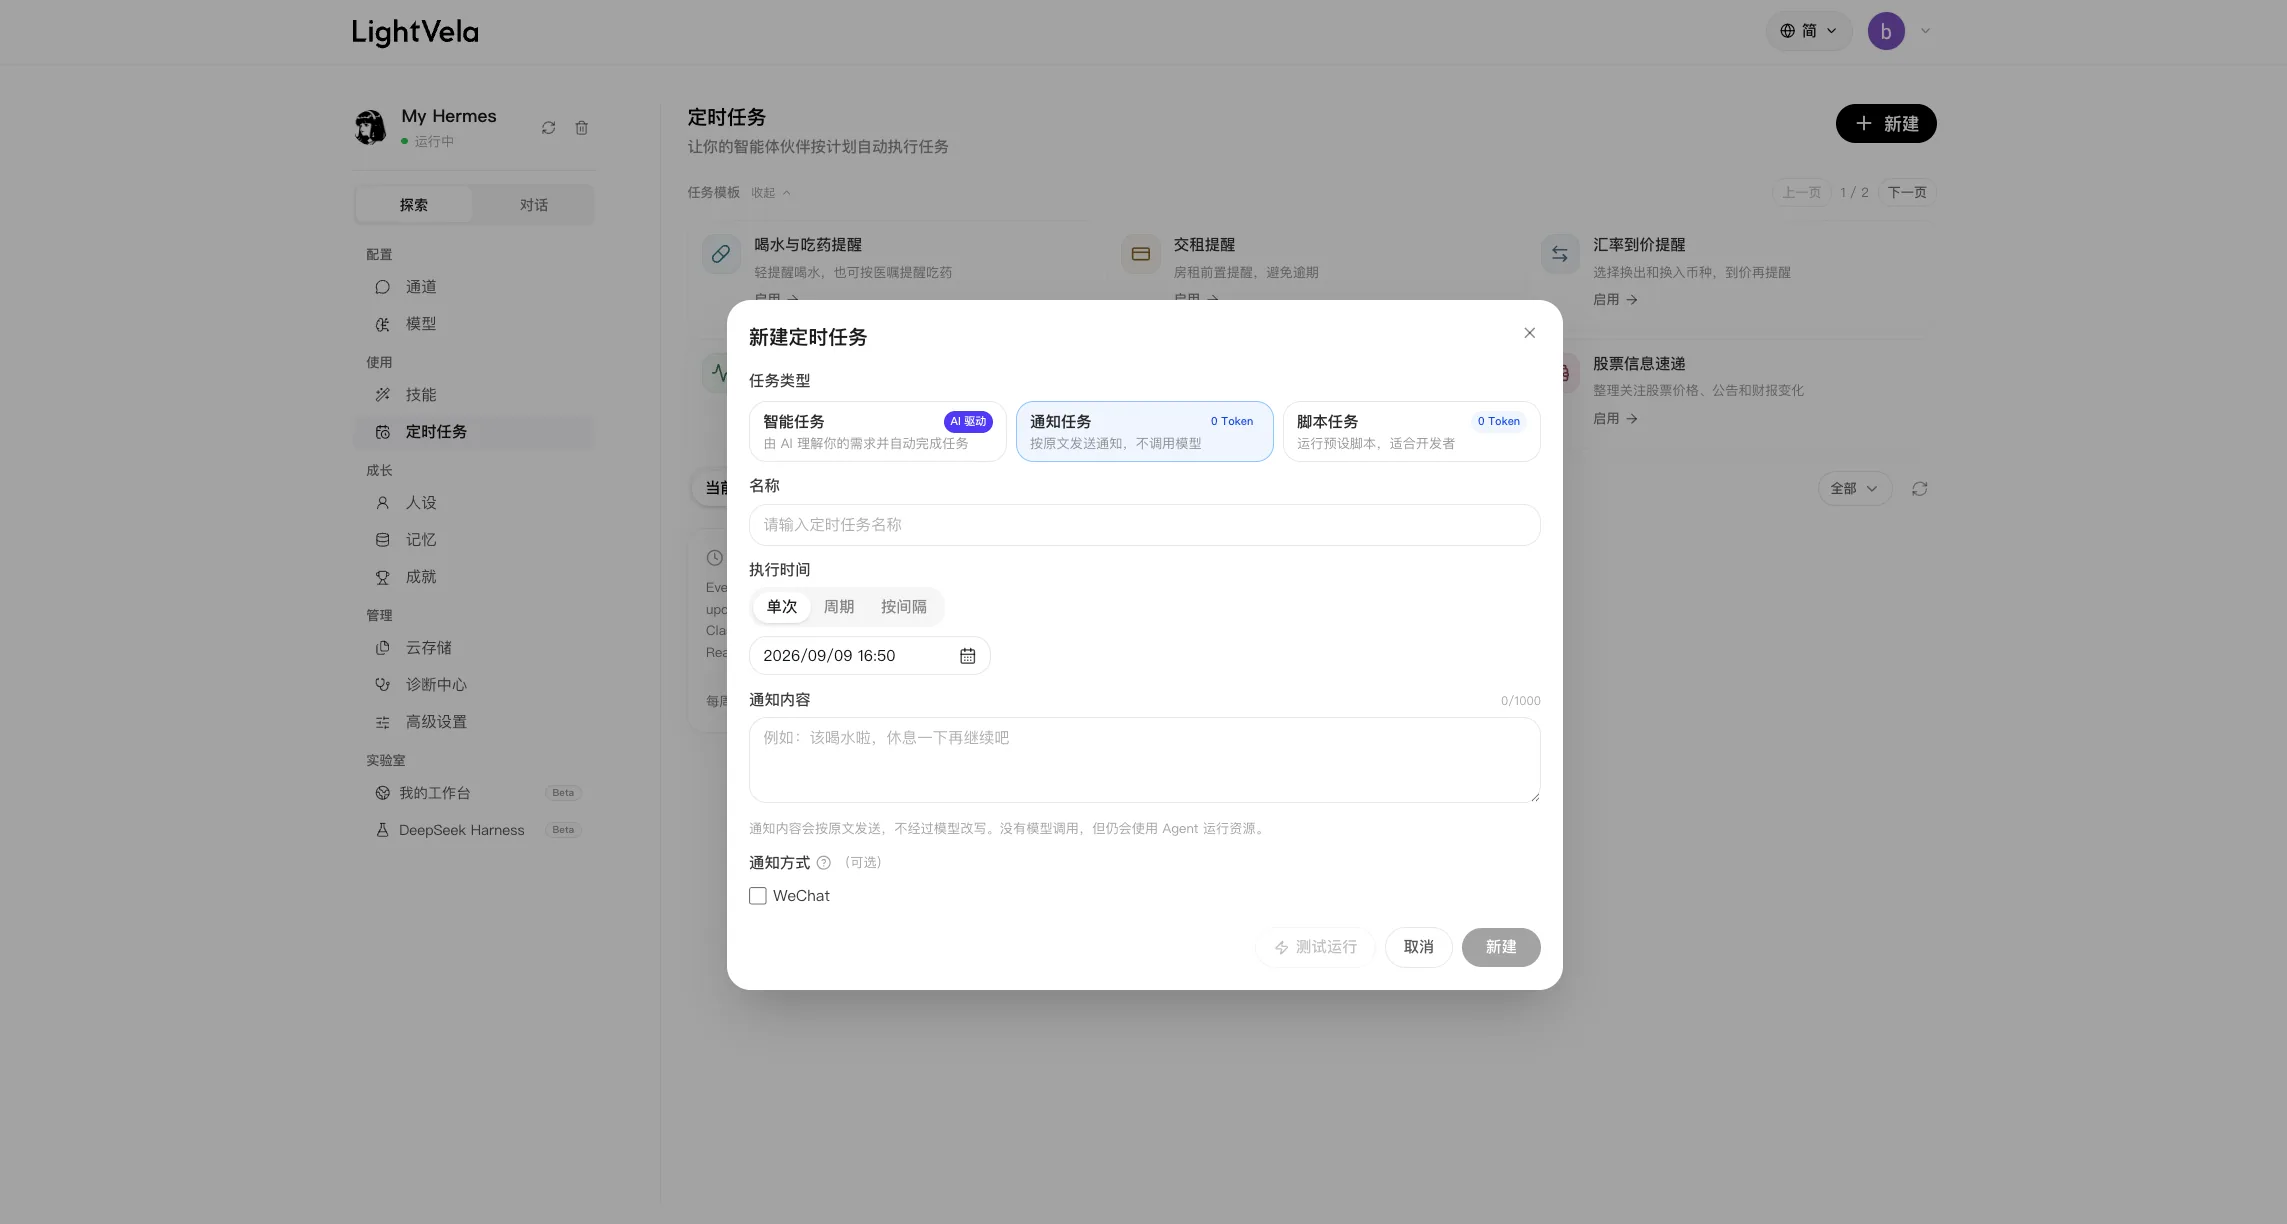 LightVela
简
b
My Hermes
运行中
探索
对话
配置
通道
模型
使用
技能
定时任务
成长
人设
记忆
成就
管理
云存储
诊断中心
高级设置
实验室
我的工作台 Beta
DeepSeek Harness Beta
定时任务
让你的智能体伙伴按计划自动执行任务
新建
任务模板 收起
上一页 1 / 2 下一页
喝水与吃药提醒
轻提醒喝水，也可按医嘱提醒吃药
启用
交租提醒
房租前置提醒，避免逾期
启用
汇率到价提醒
选择换出和换入币种，到价再提醒
启用
股票信息速递
整理关注股票价格、公告和财报变化
启用
当前
全部
Eve
upd
Cla
Rea
每周
新建定时任务
任务类型
智能任务 AI 驱动
由 AI 理解你的需求并自动完成任务
通知任务 0 Token
按原文发送通知，不调用模型
脚本任务 0 Token
运行预设脚本，适合开发者
名称
请输入定时任务名称
执行时间
单次 周期 按间隔
2026/09/09 16:50
通知内容 0/1000
例如：该喝水啦，休息一下再继续吧
通知内容会按原文发送，不经过模型改写。没有模型调用，但仍会使用 Agent 运行资源。
通知方式 ? （可选）
WeChat
测试运行 取消 新建